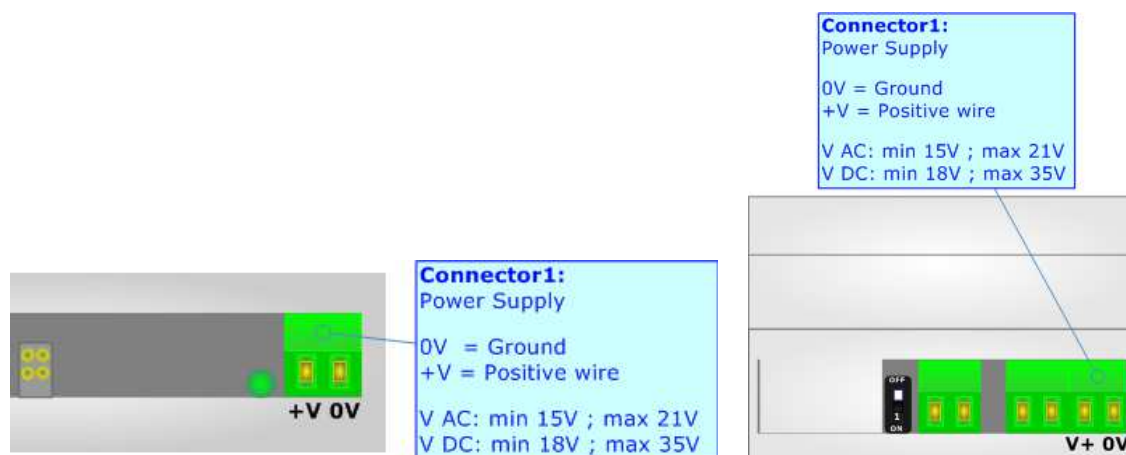 Connector1:
Power Supply
0V = Ground
+V = Positive wire
V AC: min 15V ; max 21V
V DC: min 18V ; max 35V
+V 0V
Connector1:
Power Supply
0V = Ground
+V = Positive wire
V AC: min 15V ; max 21V
V DC: min 18V ; max 35V
OFF
1
ON
V+ 0V